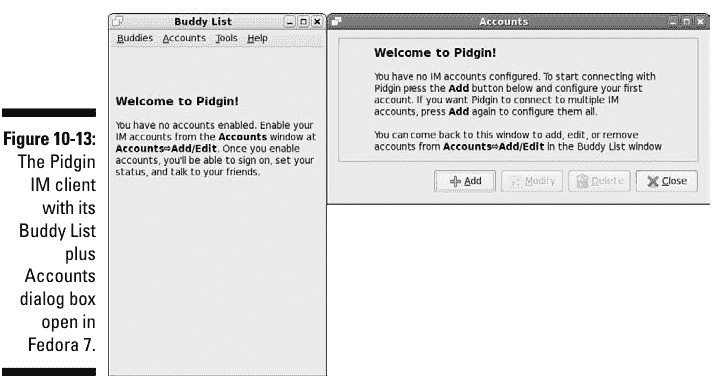 Figure 10-13:
The Pidgin
IM client
with its
Buddy List
plus
Accounts
dialog box
open in
Fedora 7.
Buddy List
Buddies Accounts Tools Help
Welcome to Pidgin!
You have no accounts enabled. Enable your
IM accounts from the Accounts window at
Accounts⇨Add/Edit. Once you enable
accounts, you'll be able to sign on, set your
status, and talk to your friends.
Accounts
Welcome to Pidgin!
You have no IM accounts configured. To start connecting with
Pidgin press the Add button below and configure your first
account. If you want Pidgin to connect to multiple IM
accounts, press Add again to configure them all.
You can come back to this window to add, edit, or remove
accounts from Accounts⇨Add/Edit in the Buddy List window
Add Modify Delete Close